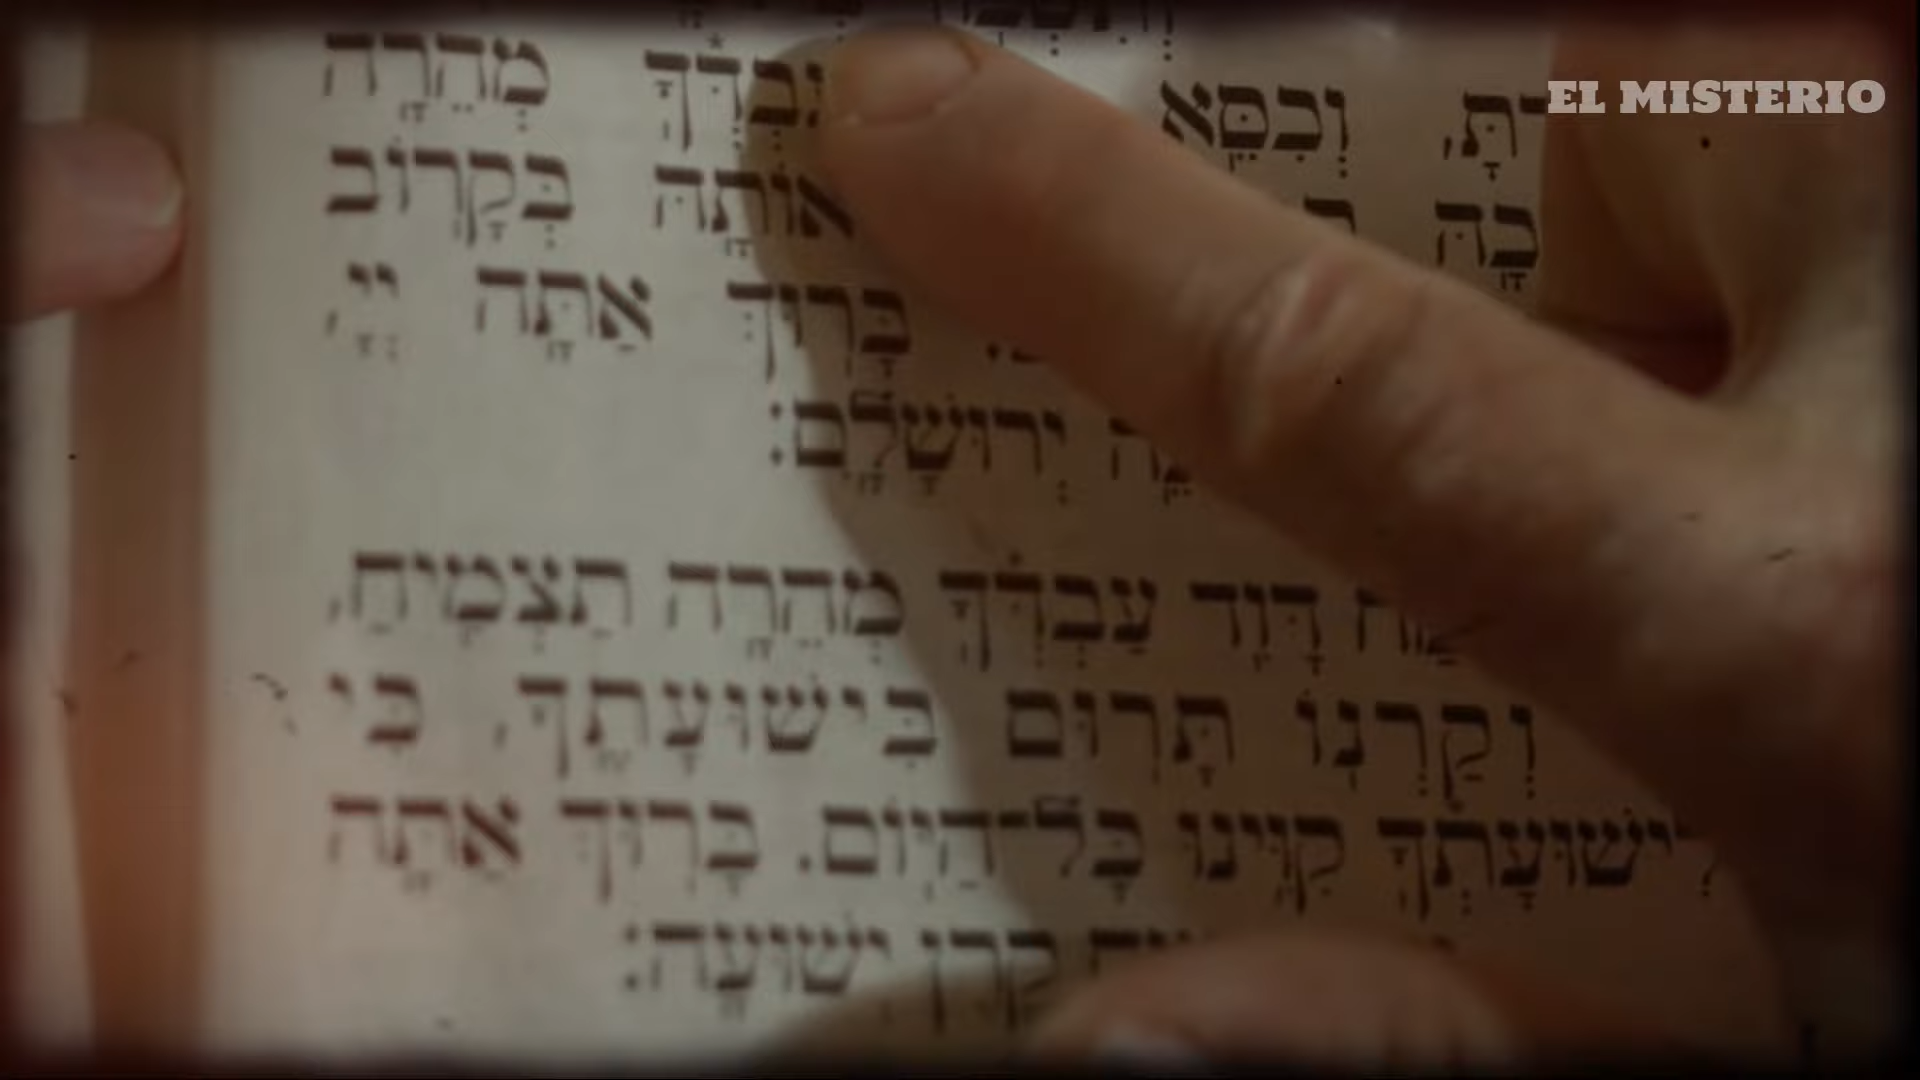 EL MISTERIO
וְכִסֵּא מְהֵרָה
אוֹתָהּ בְּקָרוֹב
בָּרוּךְ אַתָּה יְיָ,
יְרוּשָׁלָםִ:
דָּוִד עַבְדְּךָ מְהֵרָה תַצְמִיחַ,
וְקַרְנוֹ תָּרוּם בִּישׁוּעָתֶךָ, כִּי
לִישׁוּעָתְךָ קִוִּינוּ כָּל־הַיּוֹם. בָּרוּךְ אַתָּה
קֶרֶן יְשׁוּעָה: